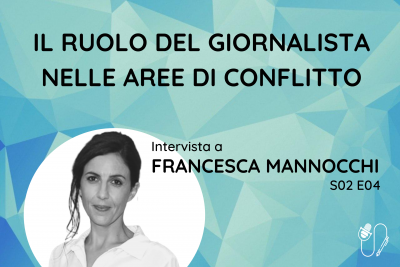 IL RUOLO DEL GIORNALISTA
NELLE AREE DI CONFLITTO
Intervista a
FRANCESCA MANNOCCHI
S02 E04